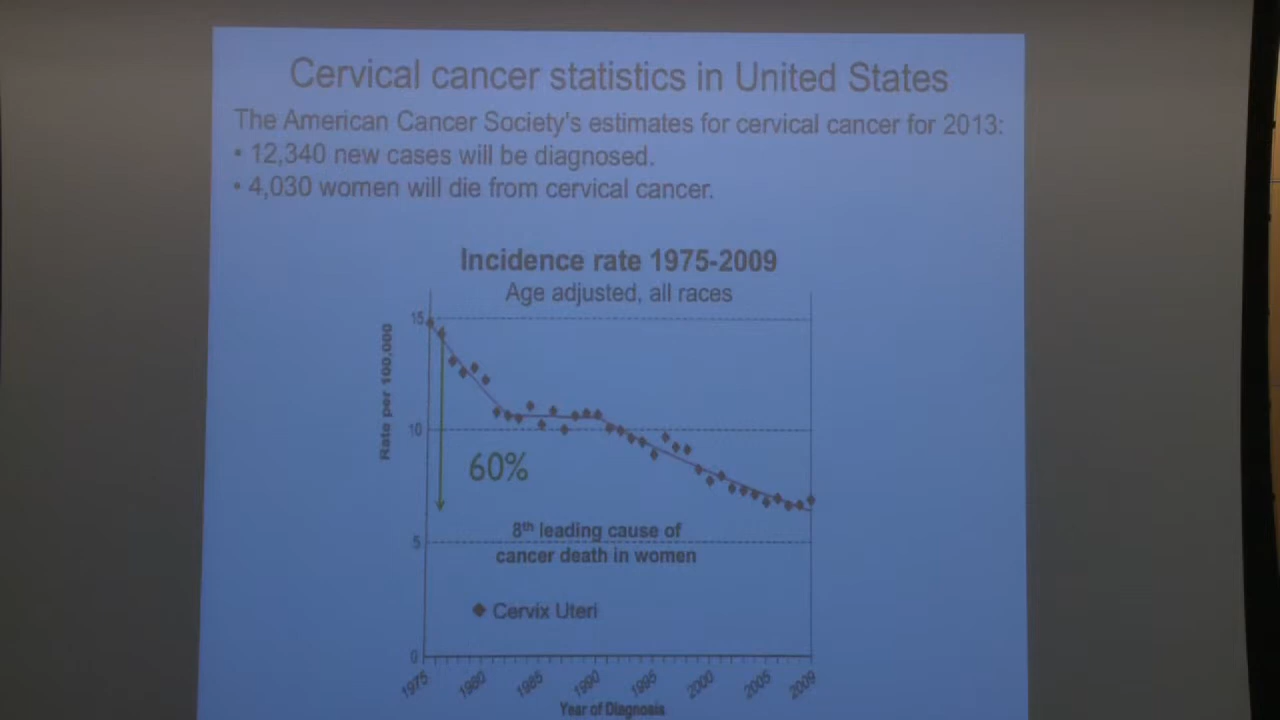 Cervical cancer statistics in United States
The American Cancer Society's estimates for cervical cancer for 2013:
• 12,340 new cases will be diagnosed.
• 4,030 women will die from cervical cancer.
Incidence rate 1975-2009
Age adjusted, all races
15
Rate per 100,000
10
60%
8th leading cause of
5
cancer death in women
Cervix Uteri
0
1975 1980 1985 1990 1995 2000 2005 2009
Year of Diagnosis